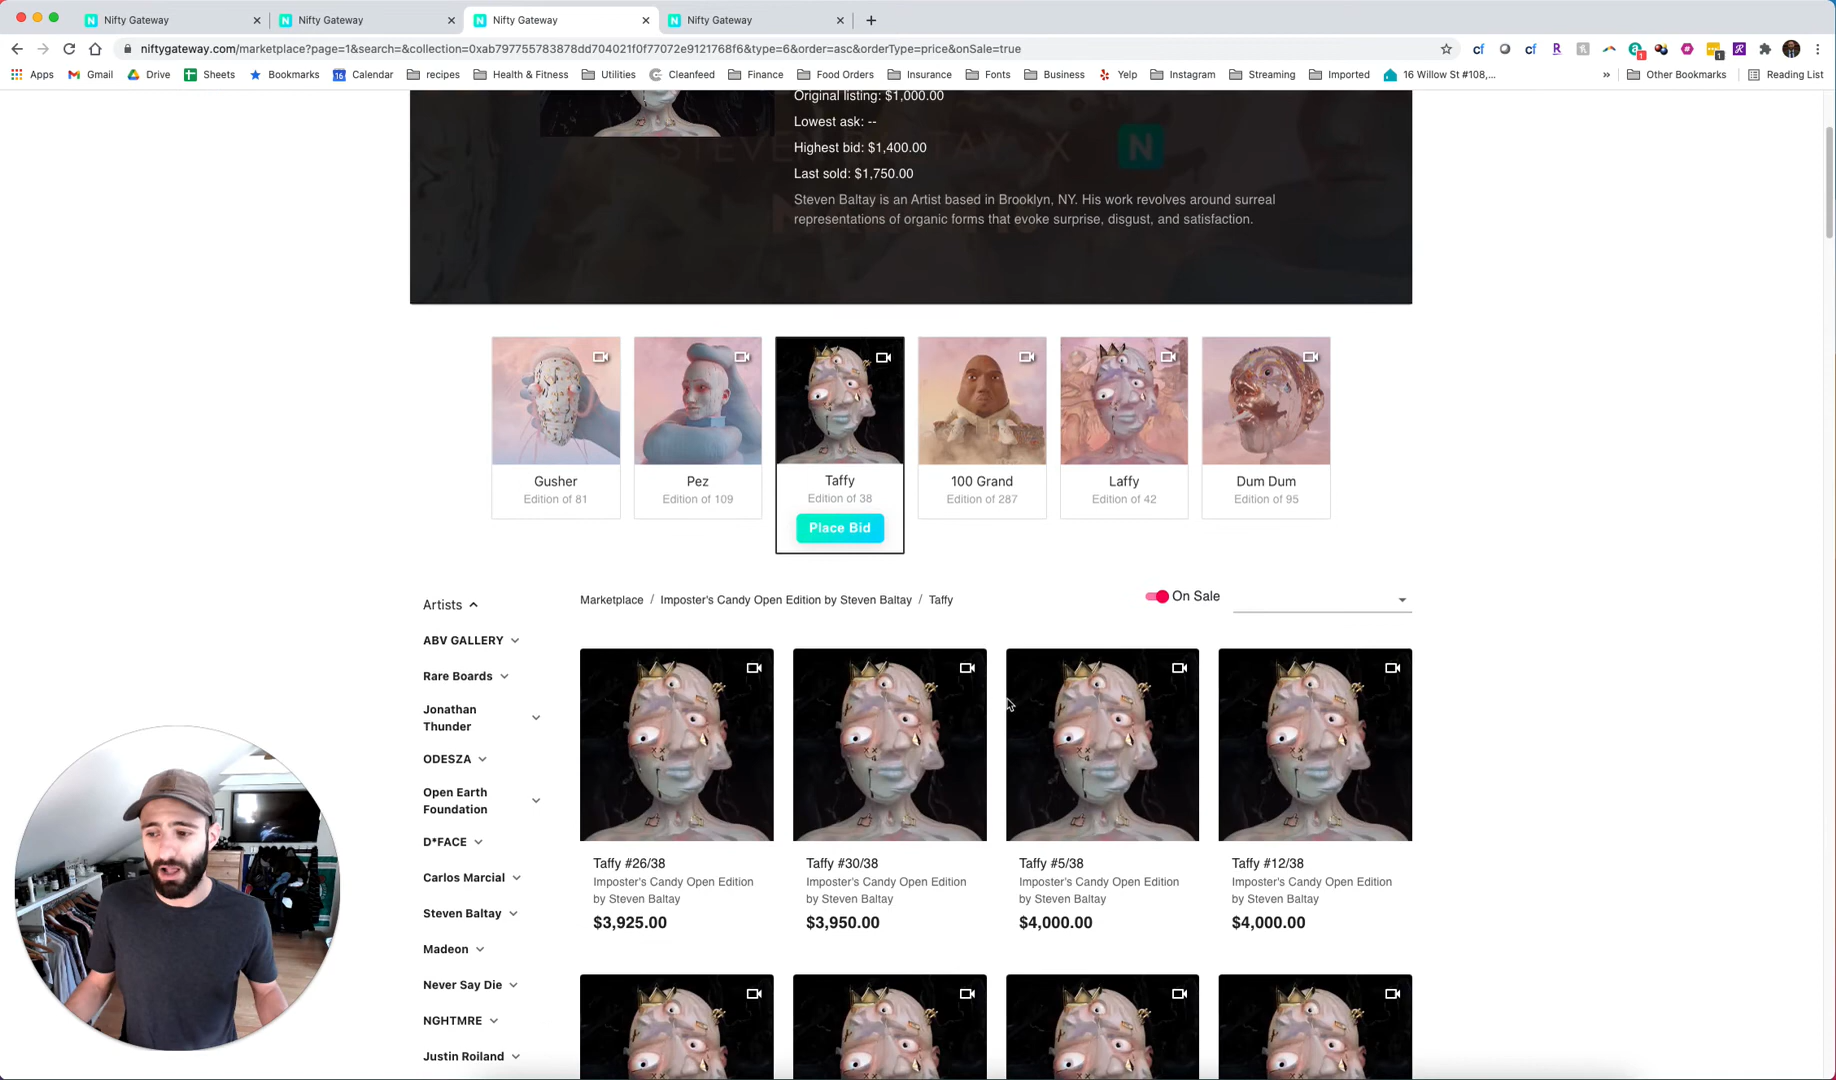 Nifty Gateway
Nifty Gateway
Nifty Gateway
Nifty Gateway
niftygateway.com/marketplace?page=1&search=&collection=0xab797755783878dd704021f0f77072e9121768f6&type=6&order=asc&orderType=price&onSale=true
Apps Gmail Drive Sheets Bookmarks 16 Calendar recipes Health & Fitness Utilities Cleanfeed Finance Food Orders Insurance Fonts Business Yelp Instagram Streaming Imported 16 Willow St #108,... » Other Bookmarks Reading List
Original listing: $1,000.00
Lowest ask: --
Highest bid: $1,400.00
Last sold: $1,750.00
Steven Baltay is an Artist based in Brooklyn, NY. His work revolves around surreal
representations of organic forms that evoke surprise, disgust, and satisfaction.
Gusher
Edition of 81
Pez
Edition of 109
Taffy
Edition of 38
Place Bid
100 Grand
Edition of 287
Laffy
Edition of 42
Dum Dum
Edition of 95
Artists
ABV GALLERY
Rare Boards
Jonathan
Thunder
ODESZA
Open Earth
Foundation
D*FACE
Carlos Marcial
Steven Baltay
Madeon
Never Say Die
NGHTMRE
Justin Roiland
Marketplace / Imposter's Candy Open Edition by Steven Baltay / Taffy
On Sale
Taffy #26/38
Imposter's Candy Open Edition
by Steven Baltay
$3,925.00
Taffy #30/38
Imposter's Candy Open Edition
by Steven Baltay
$3,950.00
Taffy #5/38
Imposter's Candy Open Edition
by Steven Baltay
$4,000.00
Taffy #12/38
Imposter's Candy Open Edition
by Steven Baltay
$4,000.00